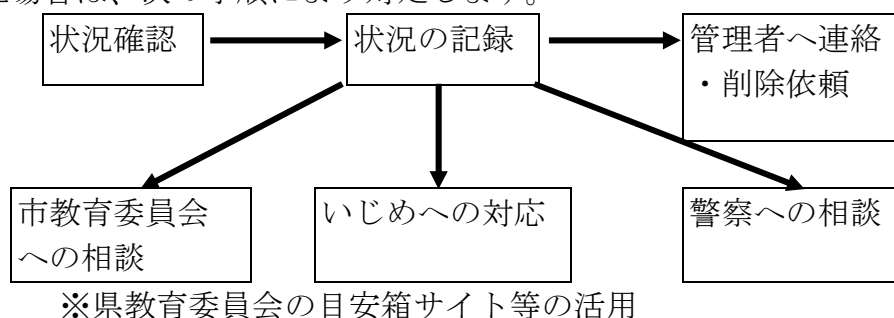 場合は、次の手順により対処します。
状況確認
状況の記録
管理者へ連絡
・削除依頼
市教育委員会
への相談
いじめへの対応
警察への相談
※県教育委員会の目安箱サイト等の活用